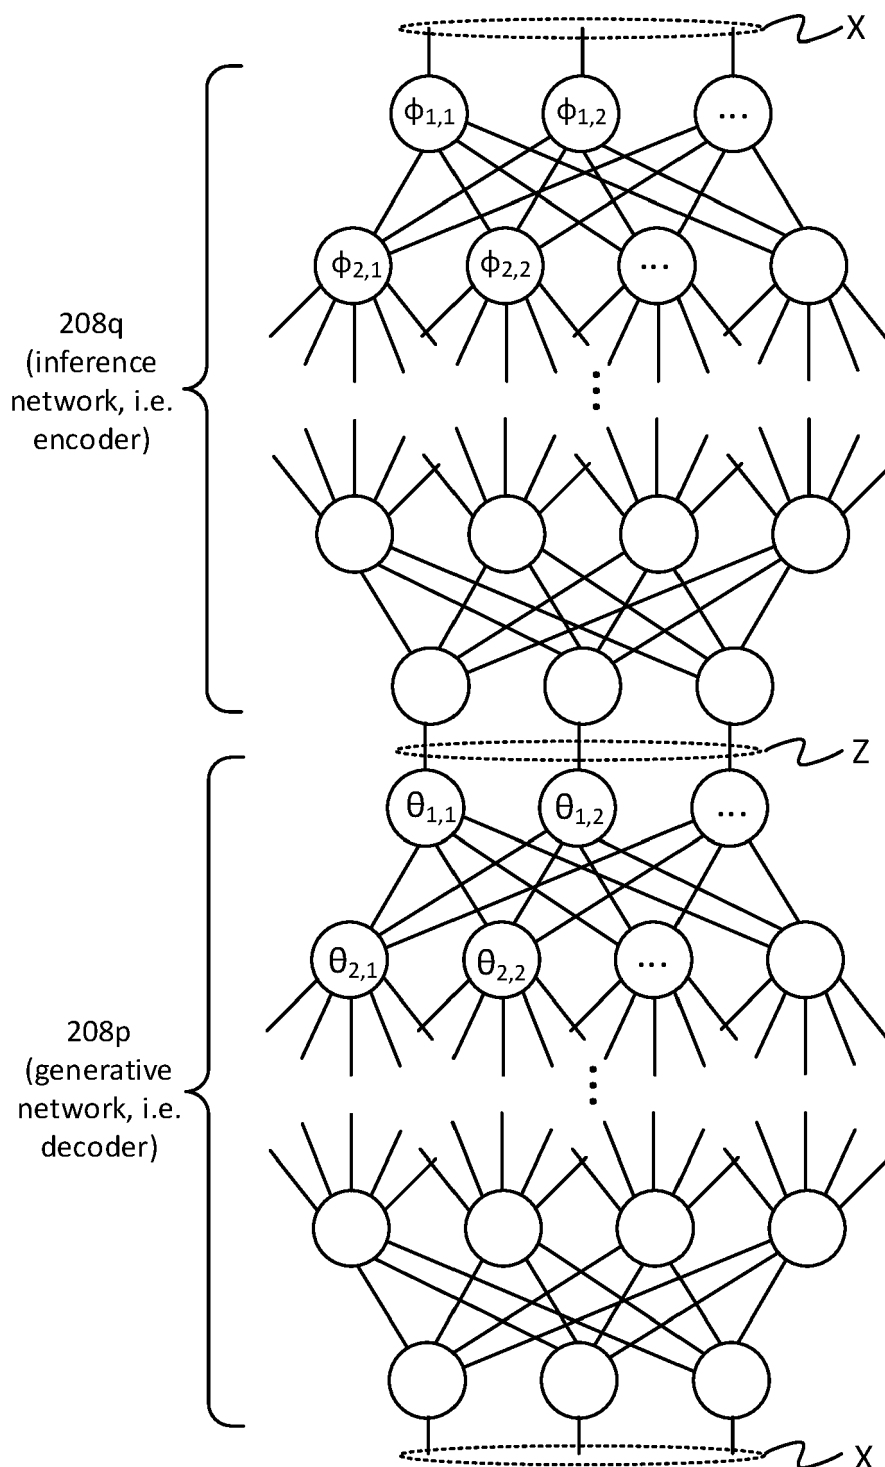 X
ϕ1,1
ϕ1,2
...
ϕ2,1
ϕ2,2
...
208q
(inference
network, i.e.
encoder)
Z
θ1,1
θ1,2
...
θ2,1
θ2,2
...
208p
(generative
network, i.e.
decoder)
X